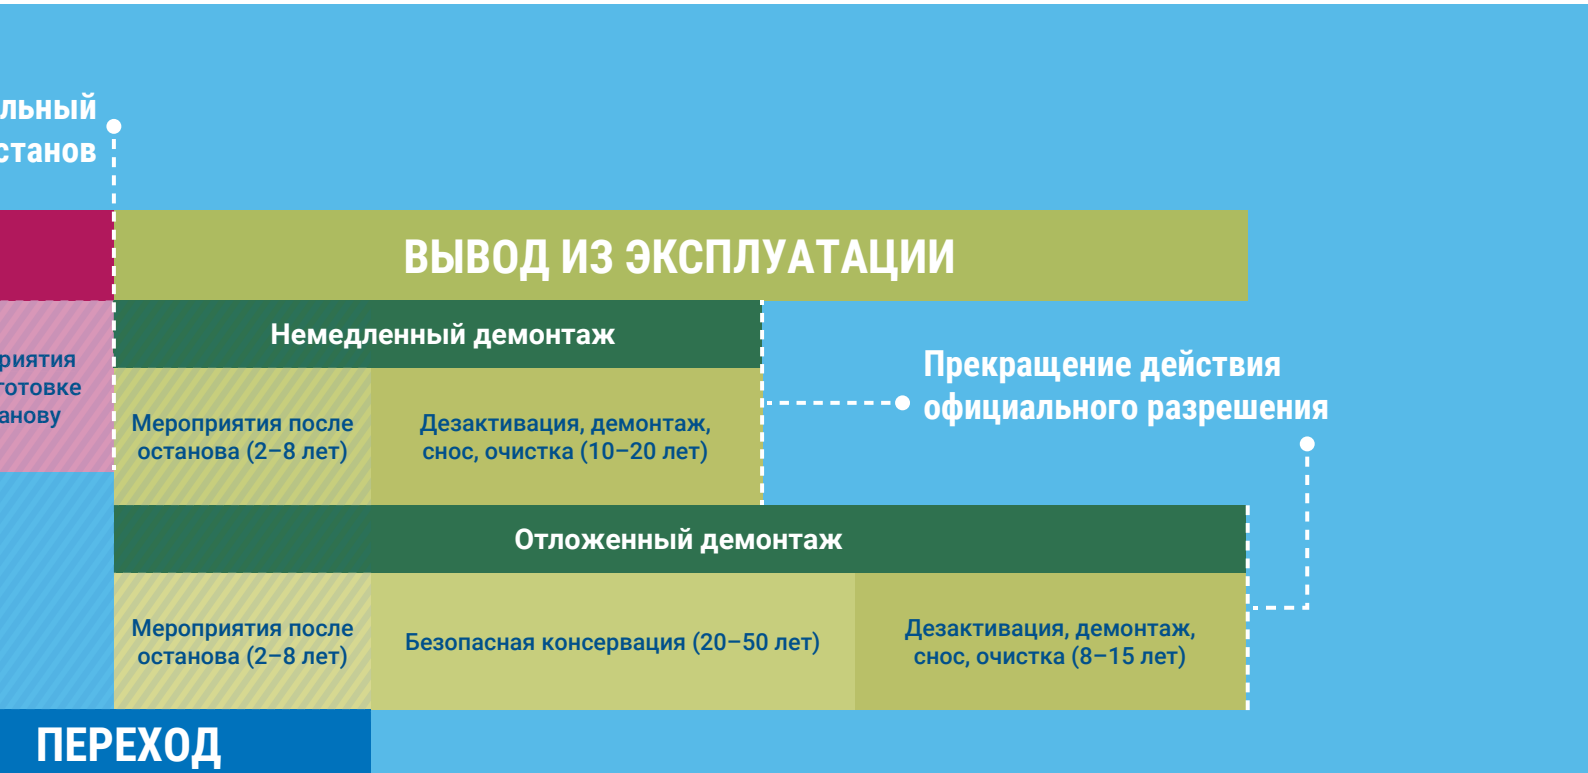 льный
станов
ВЫВОД ИЗ ЭКСПЛУАТАЦИИ
Немедленный демонтаж
риятия
готовке
анову
Мероприятия после
останова (2–8 лет)
Дезактивация, демонтаж,
снос, очистка (10–20 лет)
Прекращение действия
официального разрешения
Отложенный демонтаж
Мероприятия после
останова (2–8 лет)
Безопасная консервация (20–50 лет)
Дезактивация, демонтаж,
снос, очистка (8–15 лет)
ПЕРЕХОД